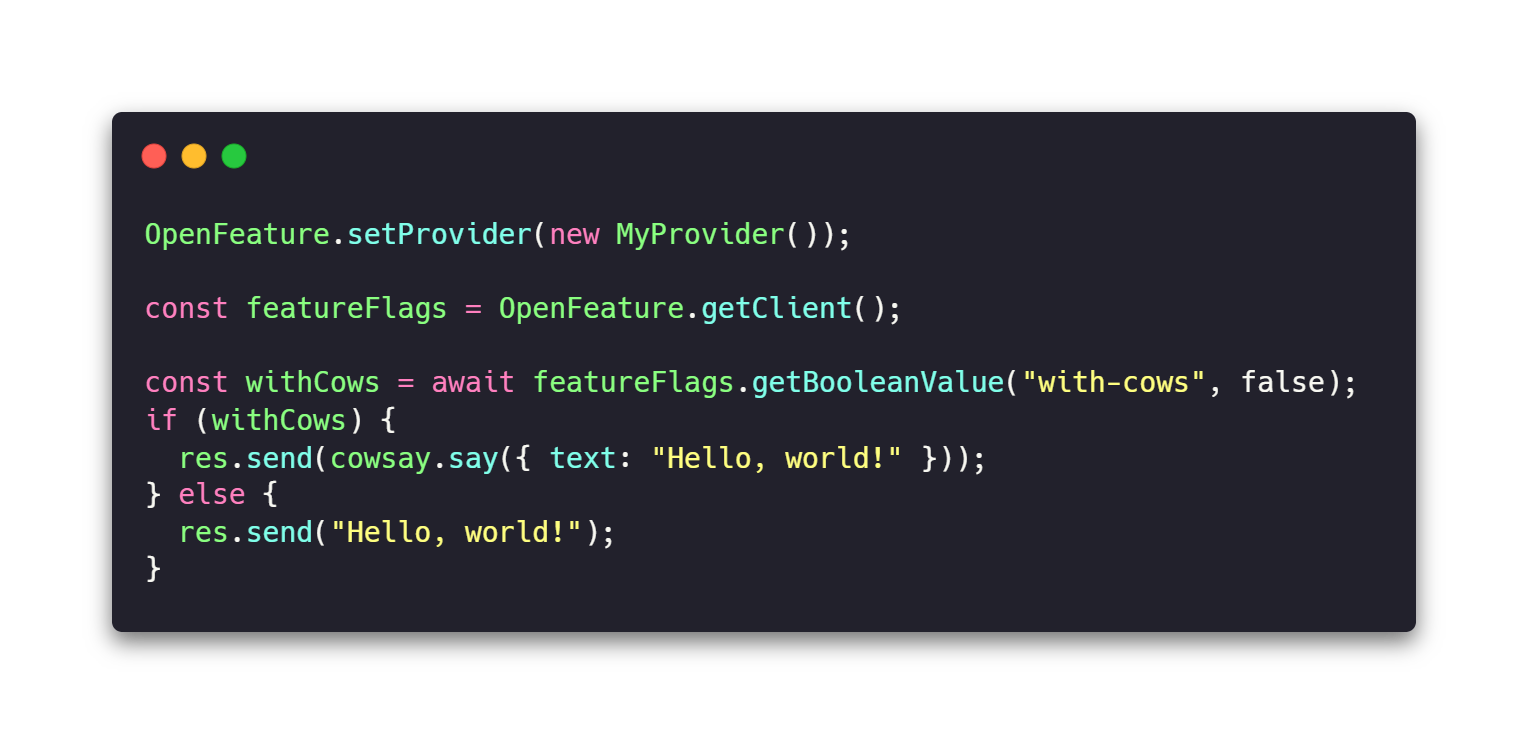 OpenFeature.setProvider(new MyProvider());
const featureFlags = OpenFeature.getClient();
const withCows = await featureFlags.getBooleanValue("with-cows", false);
if (withCows) {
  res.send(cowsay.say({ text: "Hello, world!" }));
} else {
  res.send("Hello, world!");
}